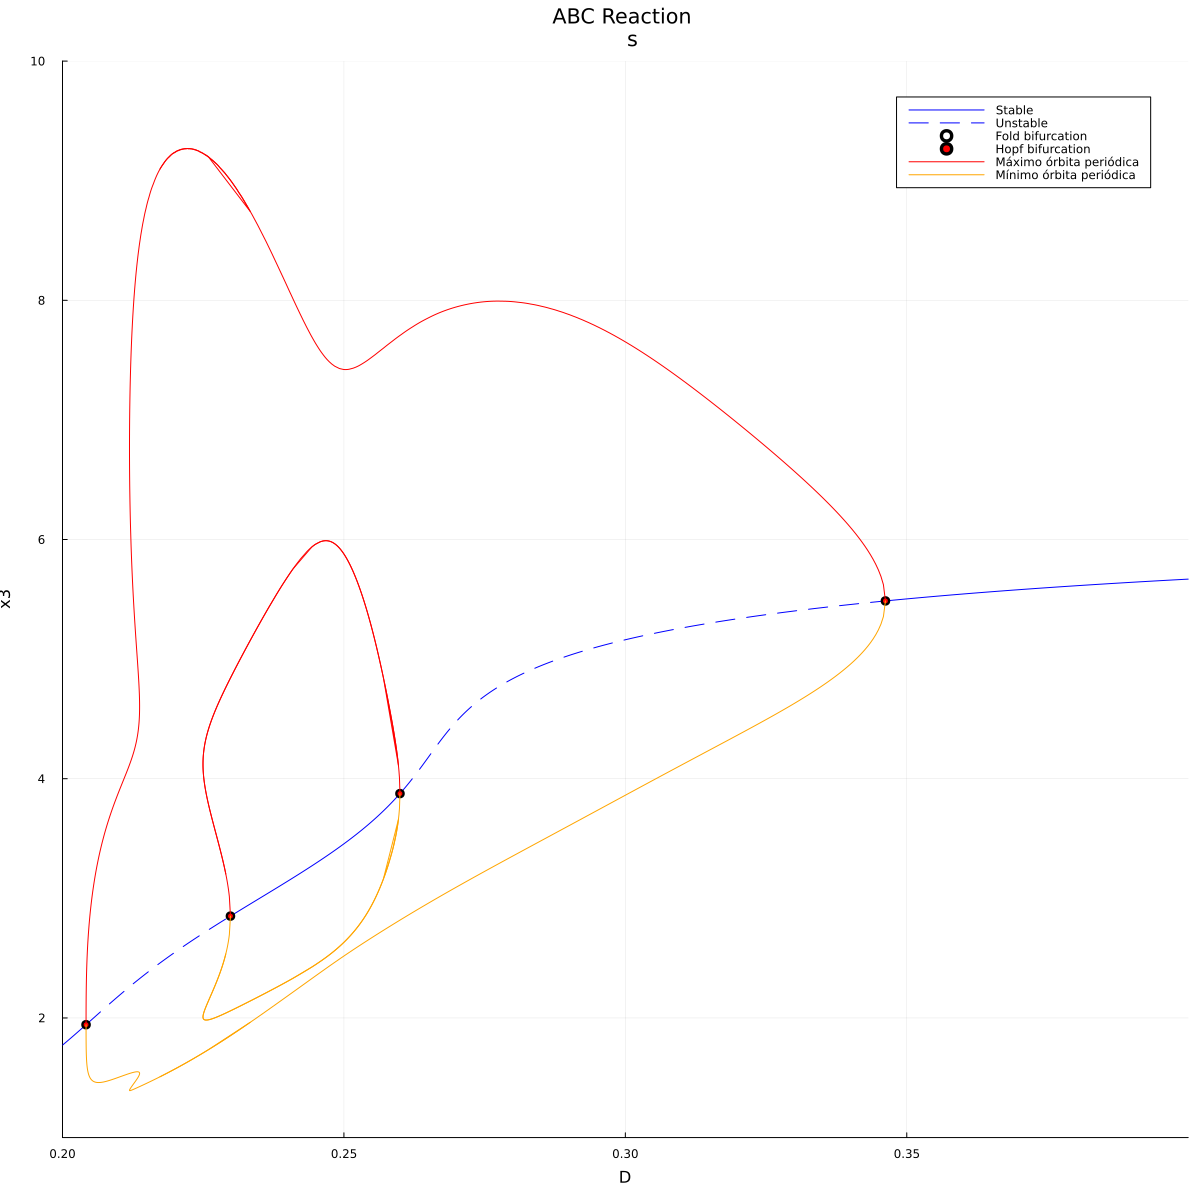 ABC Reaction
s
10
8
6
4
2
x3
Stable
Unstable
Fold bifurcation
Hopf bifurcation
Máximo órbita periódica
Mínimo órbita periódica
0.20 0.25 0.30 0.35
D